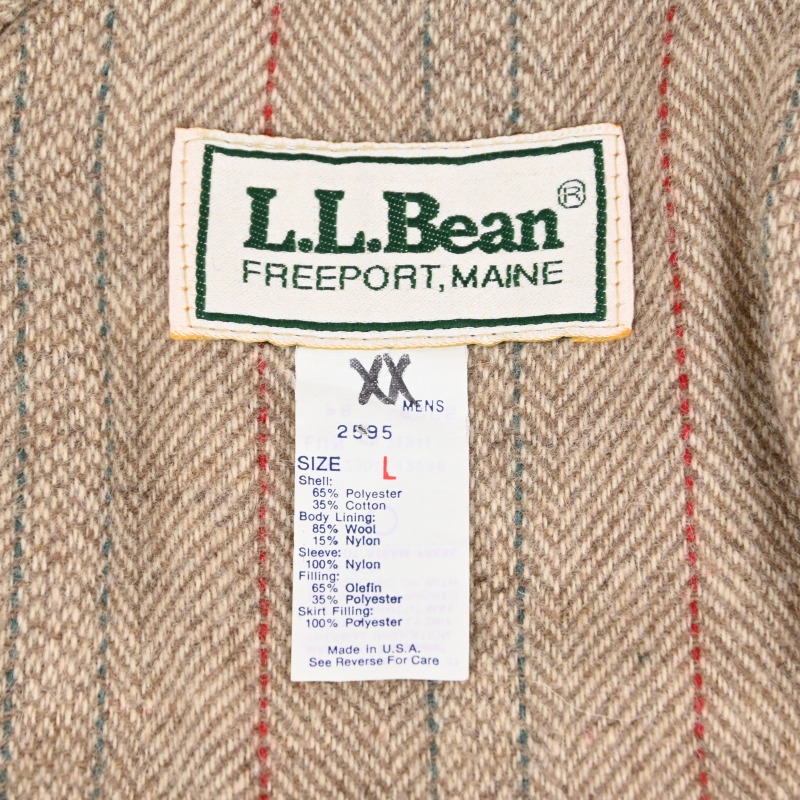 L.L.Bean®
FREEPORT, MAINE
XX
MENS
2595
SIZE L
Shell:
65% Polyester
35% Cotton
Body Lining:
85% Wool
15% Nylon
Sleeve:
100% Nylon
Filling:
65% Olefin
35% Polyester
Skirt Filling:
100% Polyester
Made in U.S.A.
See Reverse For Care